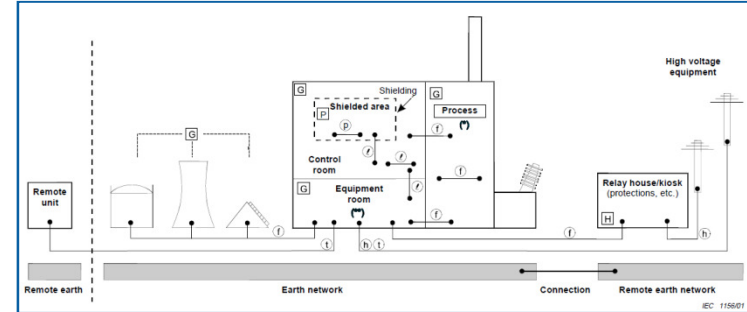 High voltage
equipment
G
Shielding
Shielded area
P
p
ℓ
ℓ
ℓ
Control
room
G
Process
(*)
f
f
f
G
Remote
unit
G
Equipment
room
(**)
Relay house/kiosk
(protections, etc.)
H
f
t
h
t
f
h
Remote earth
Earth network
Connection
Remote earth network
IEC 1156/01